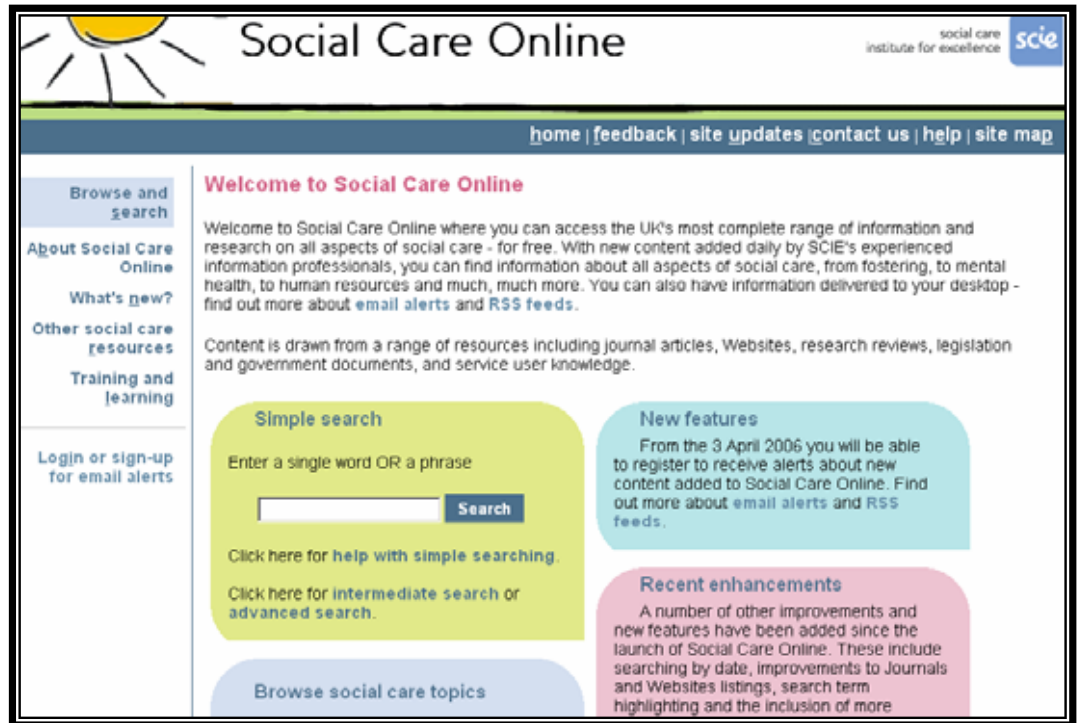 Social Care Online
social care
institute for excellence
scie
home | feedback | site updates | contact us | help | site map
Browse and
search
About Social Care
Online
What's new?
Other social care
resources
Training and
learning
Login or sign-up
for email alerts
Welcome to Social Care Online
Welcome to Social Care Online where you can access the UK's most complete range of information and
research on all aspects of social care - for free. With new content added daily by SCIE's experienced
information professionals, you can find information about all aspects of social care, from fostering, to mental
health, to human resources and much, much more. You can also have information delivered to your desktop -
find out more about email alerts and RSS feeds.
Content is drawn from a range of resources including journal articles, Websites, research reviews, legislation
and government documents, and service user knowledge.
Simple search
Enter a single word OR a phrase
Search
Click here for help with simple searching.
Click here for intermediate search or
advanced search.
Browse social care topics
New features
From the 3 April 2006 you will be able
to register to receive alerts about new
content added to Social Care Online. Find
out more about email alerts and RSS
feeds.
Recent enhancements
A number of other improvements and
new features have been added since the
launch of Social Care Online. These include
searching by date, improvements to Journals
and Websites listings, search term
highlighting and the inclusion of more